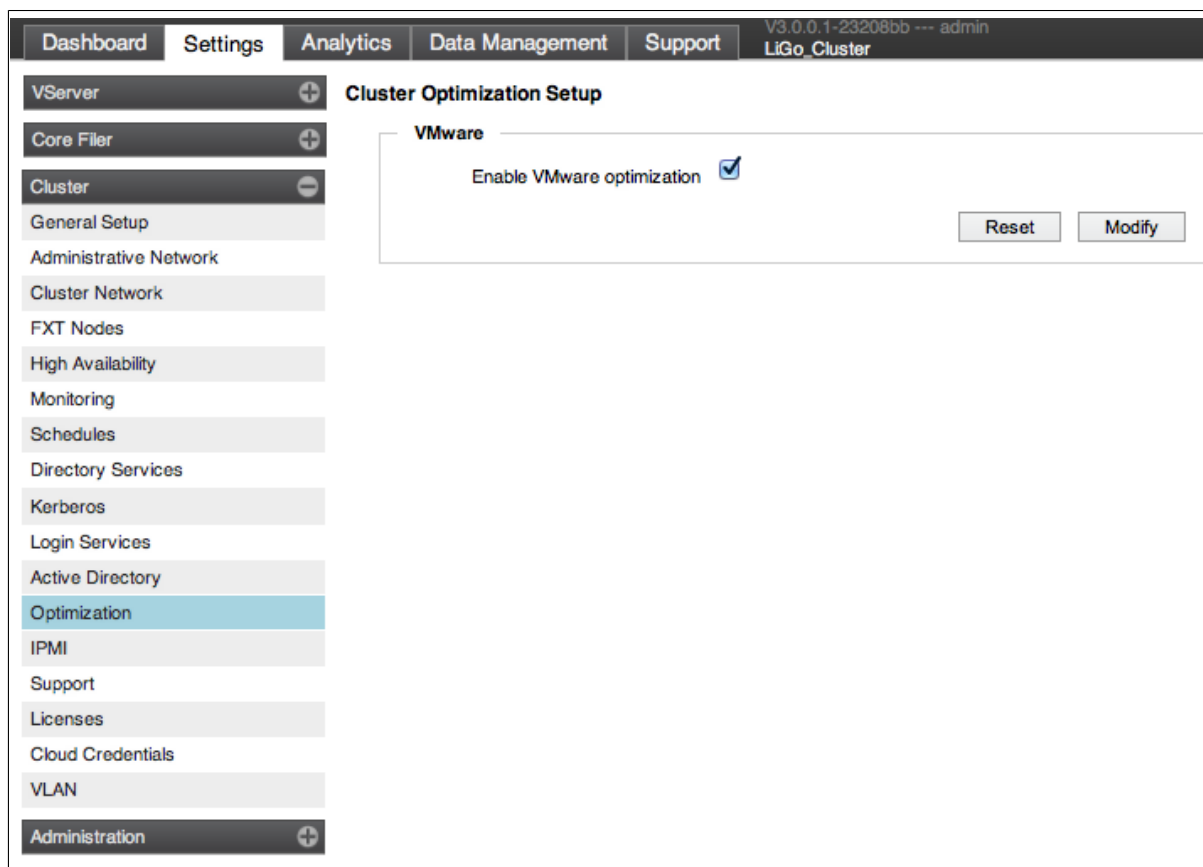 Dashboard
Settings
Analytics
Data Management
Support
V3.0.0.1-23208bb --- admin
LiGo_Cluster
VServer
Core Filer
Cluster
General Setup
Administrative Network
Cluster Network
FXT Nodes
High Availability
Monitoring
Schedules
Directory Services
Kerberos
Login Services
Active Directory
Optimization
IPMI
Support
Licenses
Cloud Credentials
VLAN
Administration
Cluster Optimization Setup
VMware
Enable VMware optimization
Reset
Modify